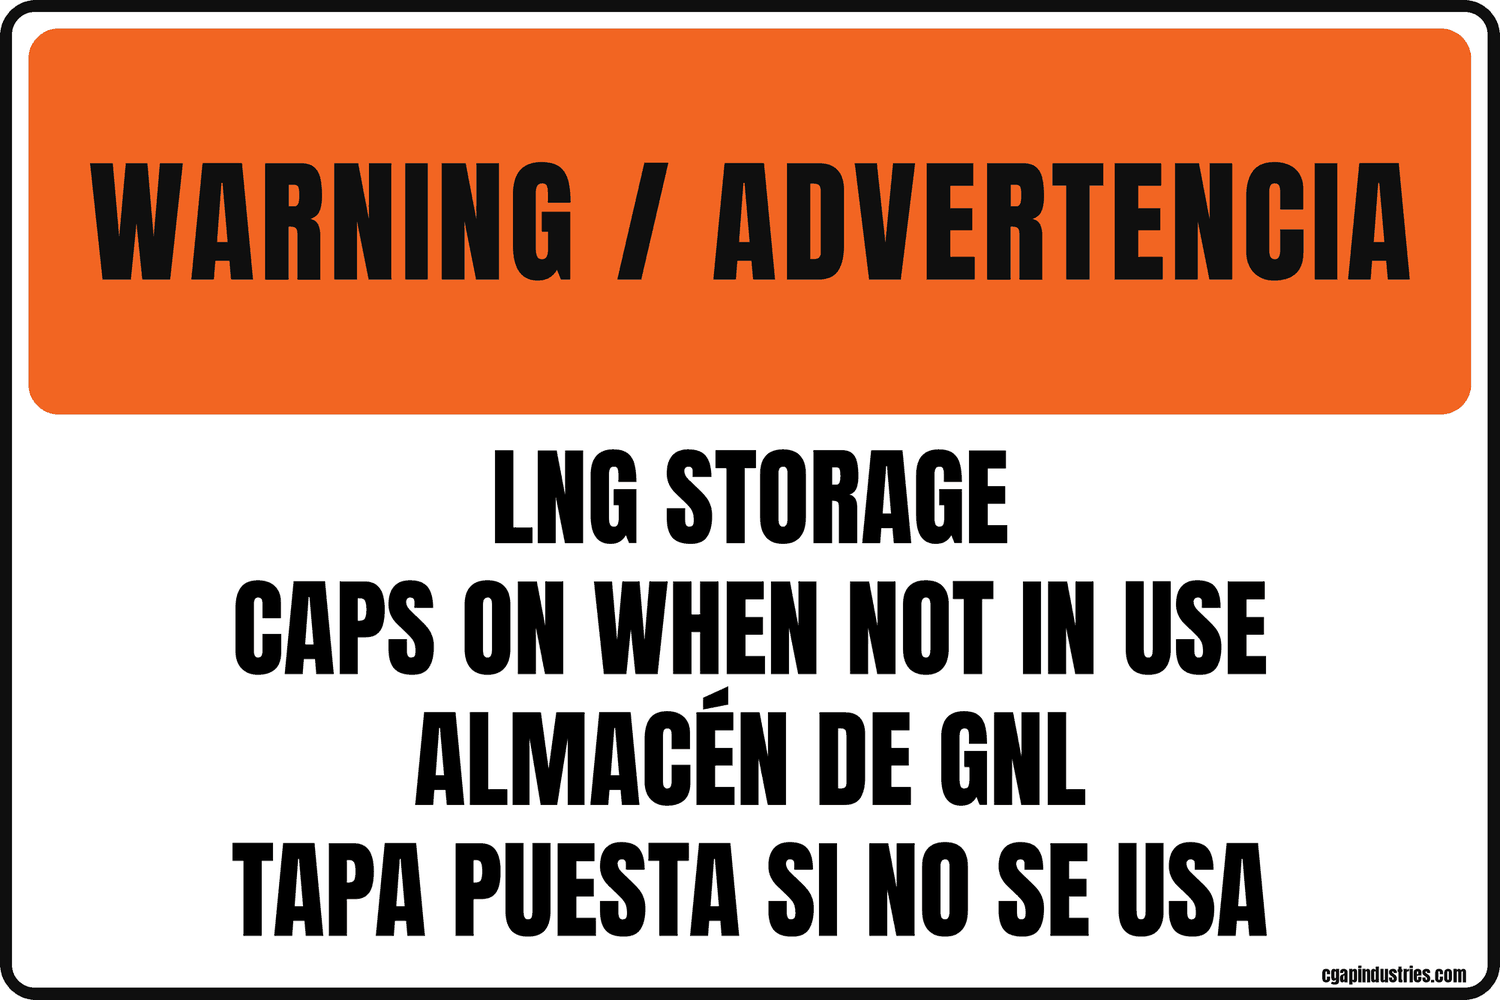 WARNING / ADVERTENCIA
LNG STORAGE
CAPS ON WHEN NOT IN USE
ALMACÉN DE GNL
TAPA PUESTA SI NO SE USA
cgapindustries.com